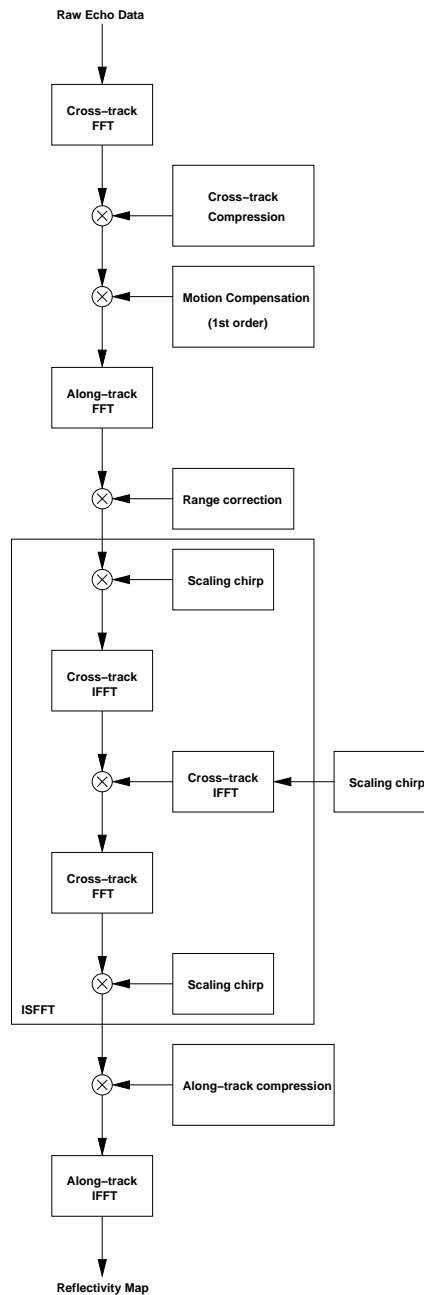 Raw Echo Data
Cross−track
FFT
Cross−track
Compression
Motion Compensation
(1st order)
Along−track
FFT
Range correction
Scaling chirp
Cross−track
IFFT
Cross−track
IFFT
Scaling chirp
Cross−track
FFT
Scaling chirp
ISFFT
Along−track compression
Along−track
IFFT
Reflectivity Map